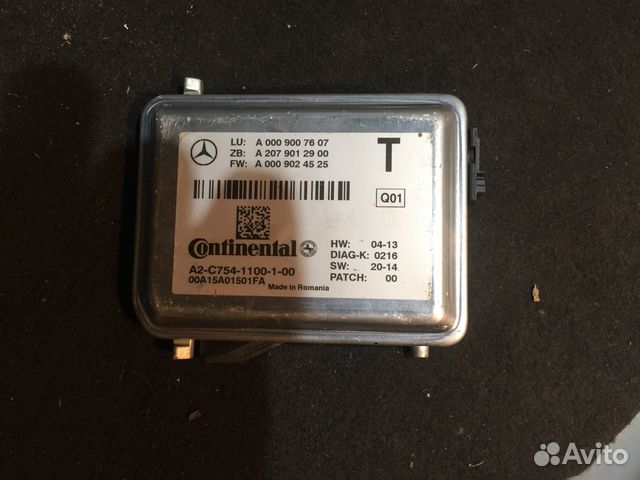 LU: A 000 900 76 07
ZB: A 207 901 29 00
FW: A 000 902 45 25
T
Q01
Continental
HW: 04-13
DIAG-K: 0216
SW: 20-14
PATCH: 00
A2-C754-1100-1-00
00A15A01501FA
Made in Romania
Avito